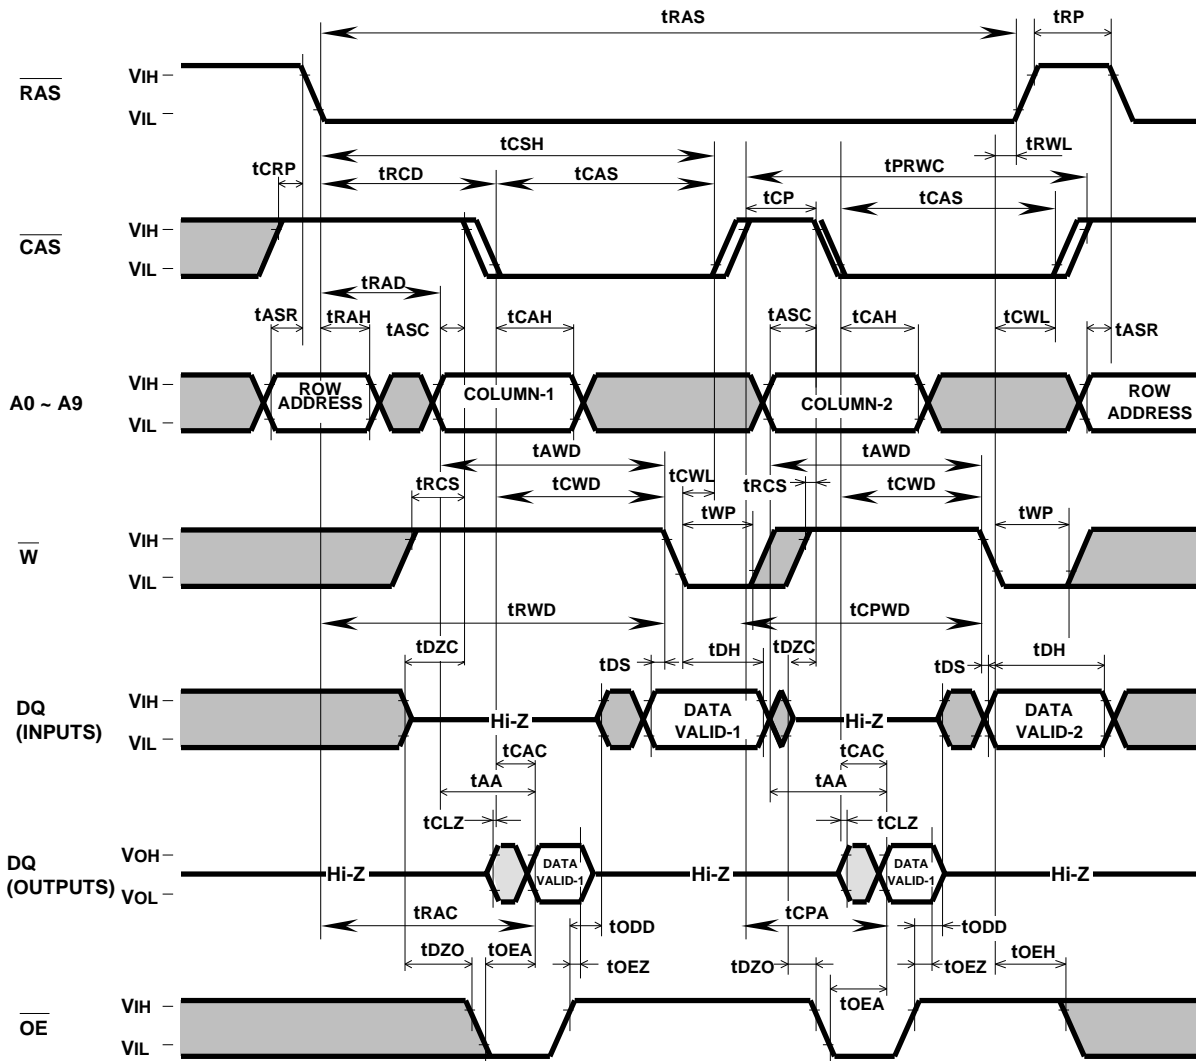 tRAS tRP
RAS VIH
VIL
tCSH tRWL
tCRP tRCD tCAS tPRWC
tCP tCAS
CAS VIH
VIL
tRAD
tASR tRAH tASC tCAH tASC tCAH tCWL tASR
A0 ~ A9 VIH ROW ADDRESS COLUMN-1 COLUMN-2 ROW ADDRESS
VIL
tAWD tAWD
tRCS tCWD tCWL tRCS tCWD
tWP tWP
W VIH
VIL
tRWD tCPWD
tDZC tDS tDH tDZC tDS tDH
DQ (INPUTS) VIH
Hi-Z DATA VALID-1 Hi-Z DATA VALID-2
VIL
tCAC tCAC
tAA tAA
tCLZ tCLZ
DQ (OUTPUTS) VOH
Hi-Z DATA VALID-1 Hi-Z DATA VALID-1 Hi-Z
VOL
tRAC tODD tCPA tODD
tDZO tOEA tOEZ tDZO tOEA tOEZ tOEH
OE VIH
VIL